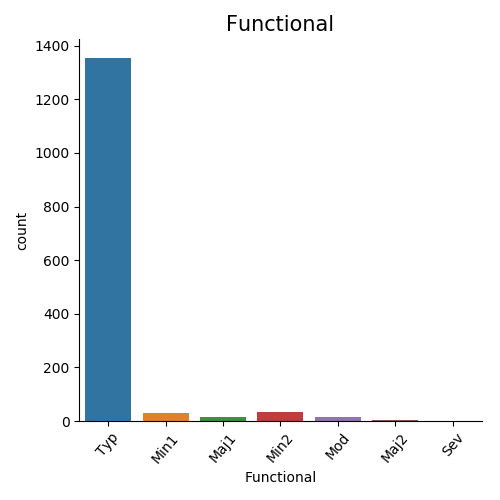 Functional
1400
1200
1000
800
600
400
200
0
count
Typ
Min1
Maj1
Min2
Mod
Maj2
Sev
Functional